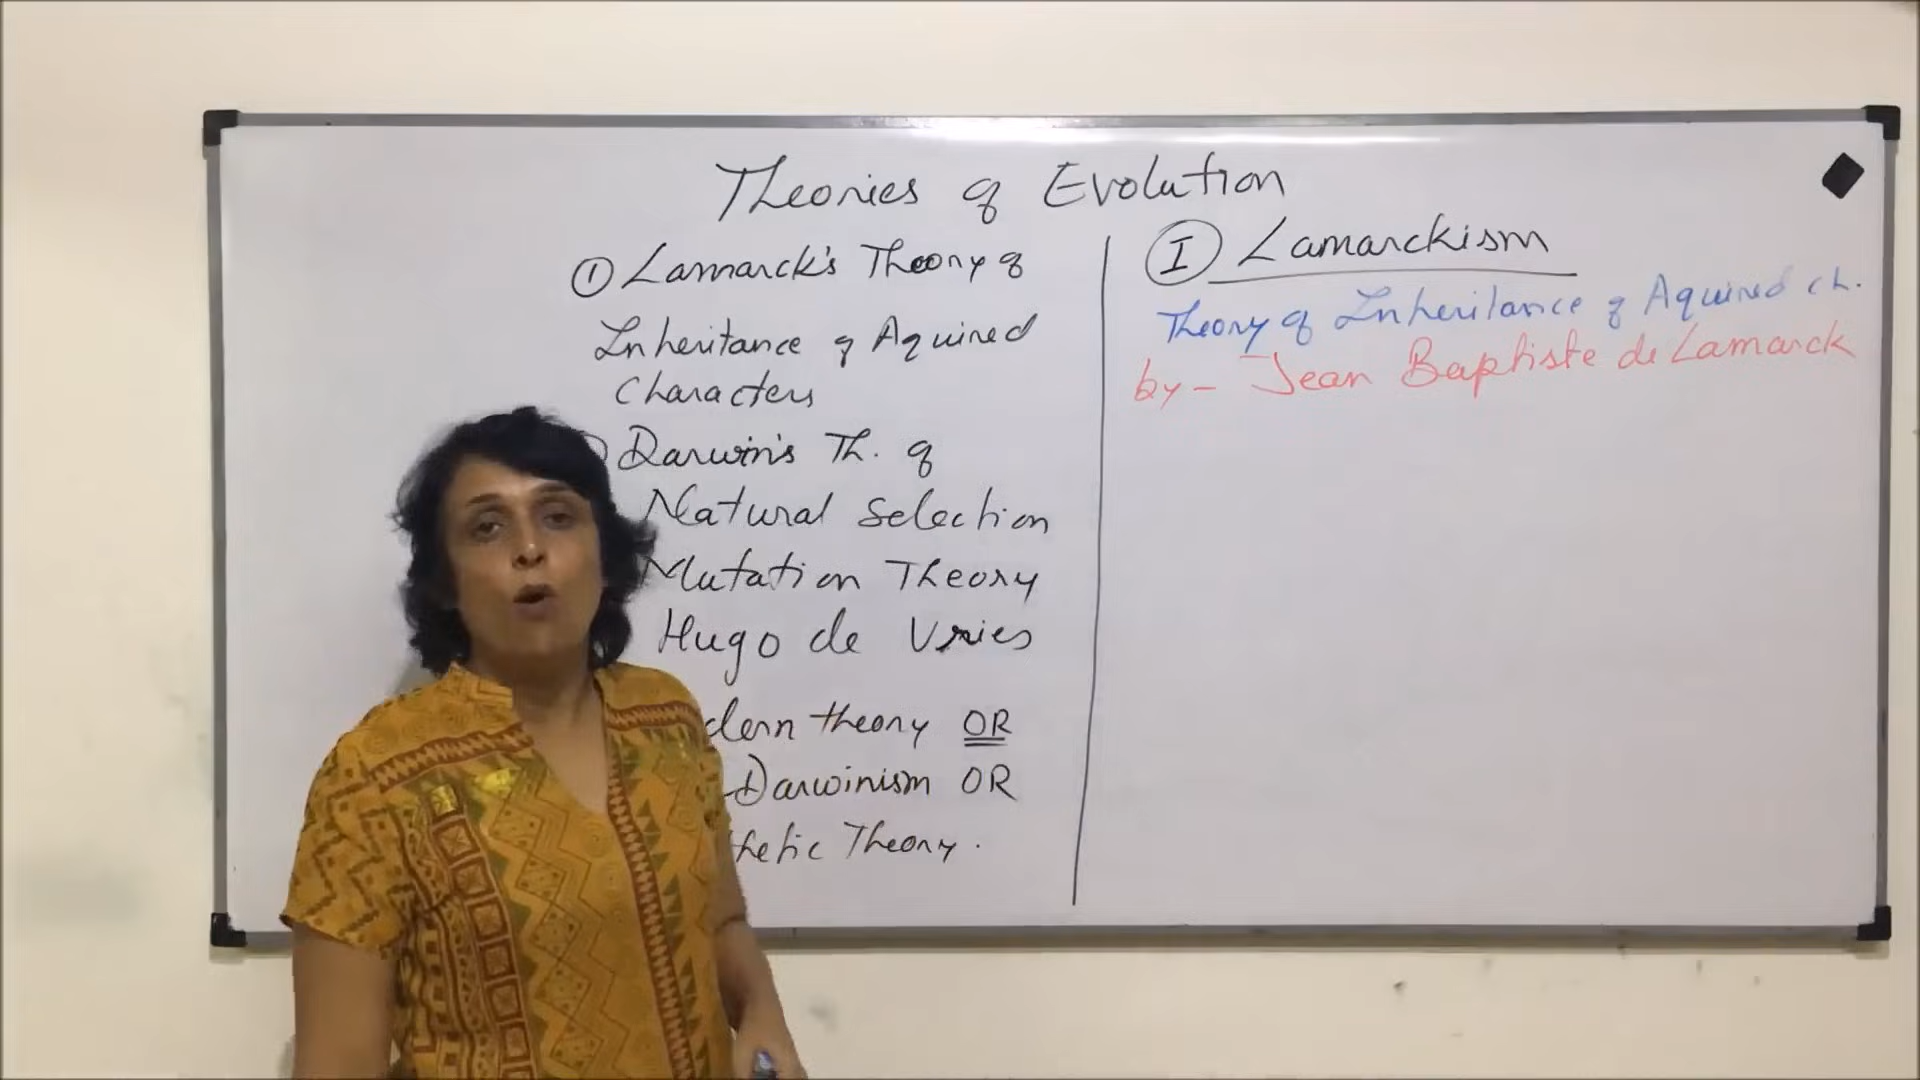 Theories of Evolution
① Lamarck's Theory of
Inheritance of Aquired
Characters
Darwin's Th. of
Natural Selection
Mutation Theory
Hugo de Vries
dern theory OR
Darwinism OR
thetic Theory.
Ⓘ Lamarckism
Theory of Inheritance of Aquired ch.
by - Jean Baptiste de Lamarck